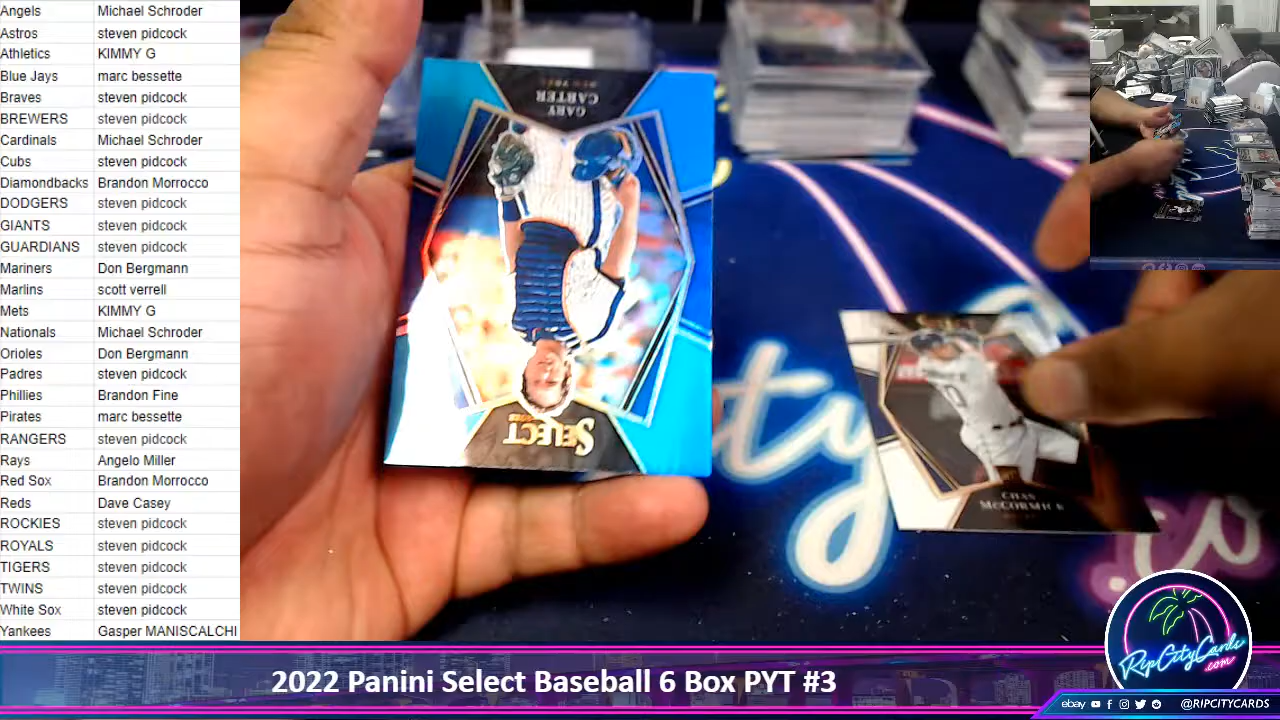 Angels Michael Schroder
Astros steven pidcock
Athletics KIMMY G
Blue Jays marc bessette
Braves steven pidcock
BREWERS steven pidcock
Cardinals Michael Schroder
Cubs steven pidcock
Diamondbacks Brandon Morrocco
DODGERS steven pidcock
GIANTS steven pidcock
GUARDIANS steven pidcock
Mariners Don Bergmann
Marlins scott verrell
Mets KIMMY G
Nationals Michael Schroder
Orioles Don Bergmann
Padres steven pidcock
Phillies Brandon Fine
Pirates marc bessette
RANGERS steven pidcock
Rays Angelo Miller
Red Sox Brandon Morrocco
Reds Dave Casey
ROCKIES steven pidcock
ROYALS steven pidcock
TIGERS steven pidcock
TWINS steven pidcock
White Sox steven pidcock
Yankees Gasper MANISCALCHI
NEW YORK
GARY
CARTER
SELECT
CHAS
McCORMICK
ty
RipCityCards
.com
2022 Panini Select Baseball 6 Box PYT #3
ebay @RIPCITYCARDS